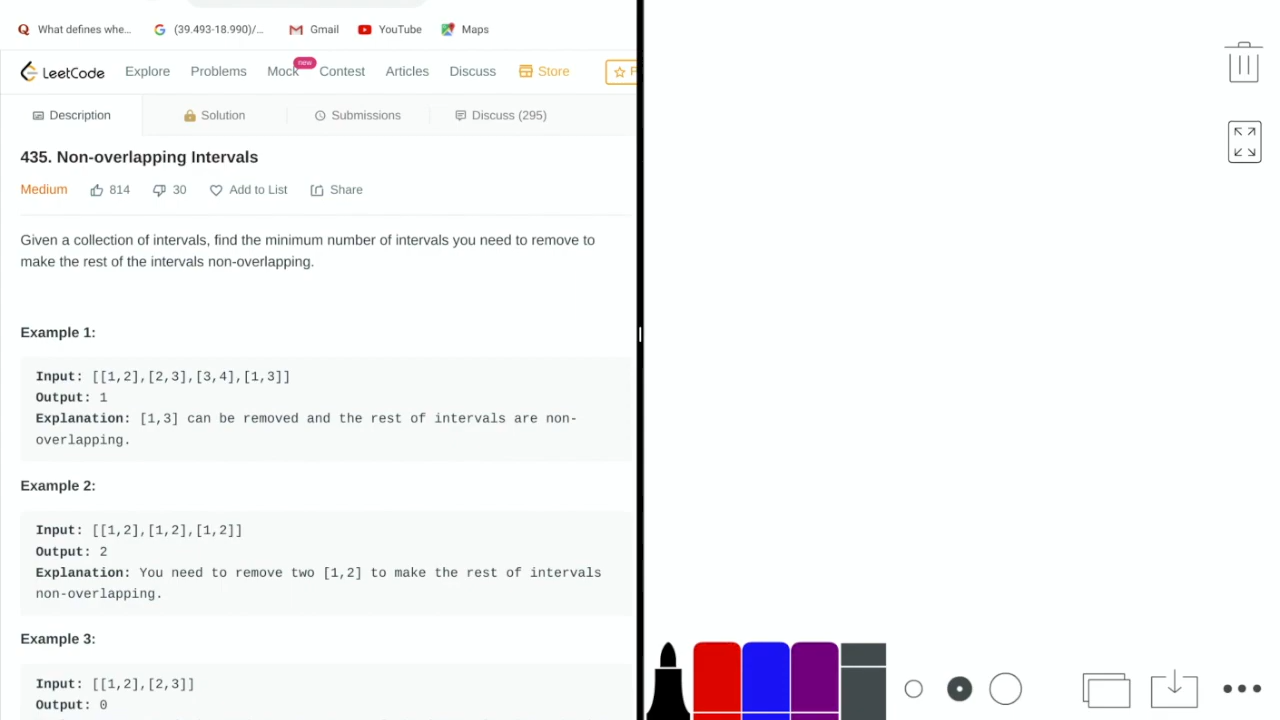 What defines whe... (39.493-18.990)/... Gmail YouTube Maps
LeetCode Explore Problems Mock new Contest Articles Discuss Store
Description Solution Submissions Discuss (295)
435. Non-overlapping Intervals
Medium 814 30 Add to List Share
Given a collection of intervals, find the minimum number of intervals you need to remove to
make the rest of the intervals non-overlapping.
Example 1:
Input: [[1,2],[2,3],[3,4],[1,3]]
Output: 1
Explanation: [1,3] can be removed and the rest of intervals are non-
overlapping.
Example 2:
Input: [[1,2],[1,2],[1,2]]
Output: 2
Explanation: You need to remove two [1,2] to make the rest of intervals
non-overlapping.
Example 3:
Input: [[1,2],[2,3]]
Output: 0